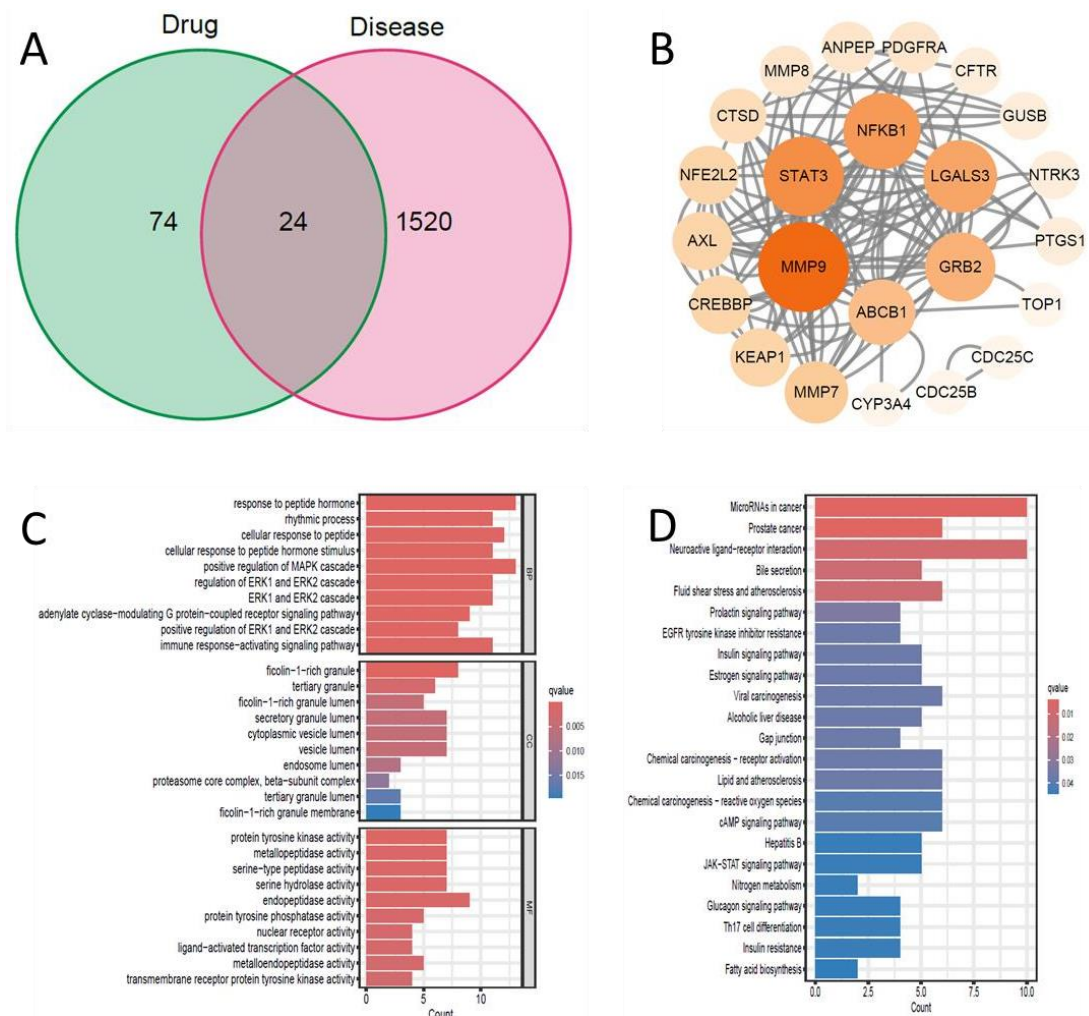 A
Drug
Disease
74
24
1520
B
ANPEP
PDGFRA
MMP8
CFTR
CTSD
NFKB1
GUSB
NFE2L2
STAT3
LGALS3
NTRK3
AXL
MMP9
GRB2
PTGS1
CREBBP
ABCB1
TOP1
KEAP1
MMP7
CYP3A4
CDC25B
CDC25C
C
response to peptide hormone
rhythmic process
cellular response to peptide
cellular response to peptide hormone stimulus
positive regulation of MAPK cascade
regulation of ERK1 and ERK2 cascade
ERK1 and ERK2 cascade
adenylate cyclase−modulating G protein−coupled receptor signaling pathway
positive regulation of ERK1 and ERK2 cascade
immune response−activating signaling pathway
BP
ficolin−1−rich granule
tertiary granule
ficolin−1−rich granule lumen
secretory granule lumen
cytoplasmic vesicle lumen
vesicle lumen
endosome lumen
proteasome core complex, beta−subunit complex
tertiary granule lumen
ficolin−1−rich granule membrane
CC
protein tyrosine kinase activity
metallopeptidase activity
serine−type peptidase activity
serine hydrolase activity
endopeptidase activity
protein tyrosine phosphatase activity
nuclear receptor activity
ligand−activated transcription factor activity
metalloendopeptidase activity
transmembrane receptor protein tyrosine kinase activity
MF
0 5 10
Count
qvalue
0.005
0.010
0.015
D
MicroRNAs in cancer
Prostate cancer
Neuroactive ligand−receptor interaction
Bile secretion
Fluid shear stress and atherosclerosis
Prolactin signaling pathway
EGFR tyrosine kinase inhibitor resistance
Insulin signaling pathway
Estrogen signaling pathway
Viral carcinogenesis
Alcoholic liver disease
Gap junction
Chemical carcinogenesis − receptor activation
Lipid and atherosclerosis
Chemical carcinogenesis − reactive oxygen species
cAMP signaling pathway
Hepatitis B
JAK−STAT signaling pathway
Nitrogen metabolism
Glucagon signaling pathway
Th17 cell differentiation
Insulin resistance
Fatty acid biosynthesis
0.0 2.5 5.0 7.5 10.0
Count
qvalue
0.01
0.02
0.03
0.04